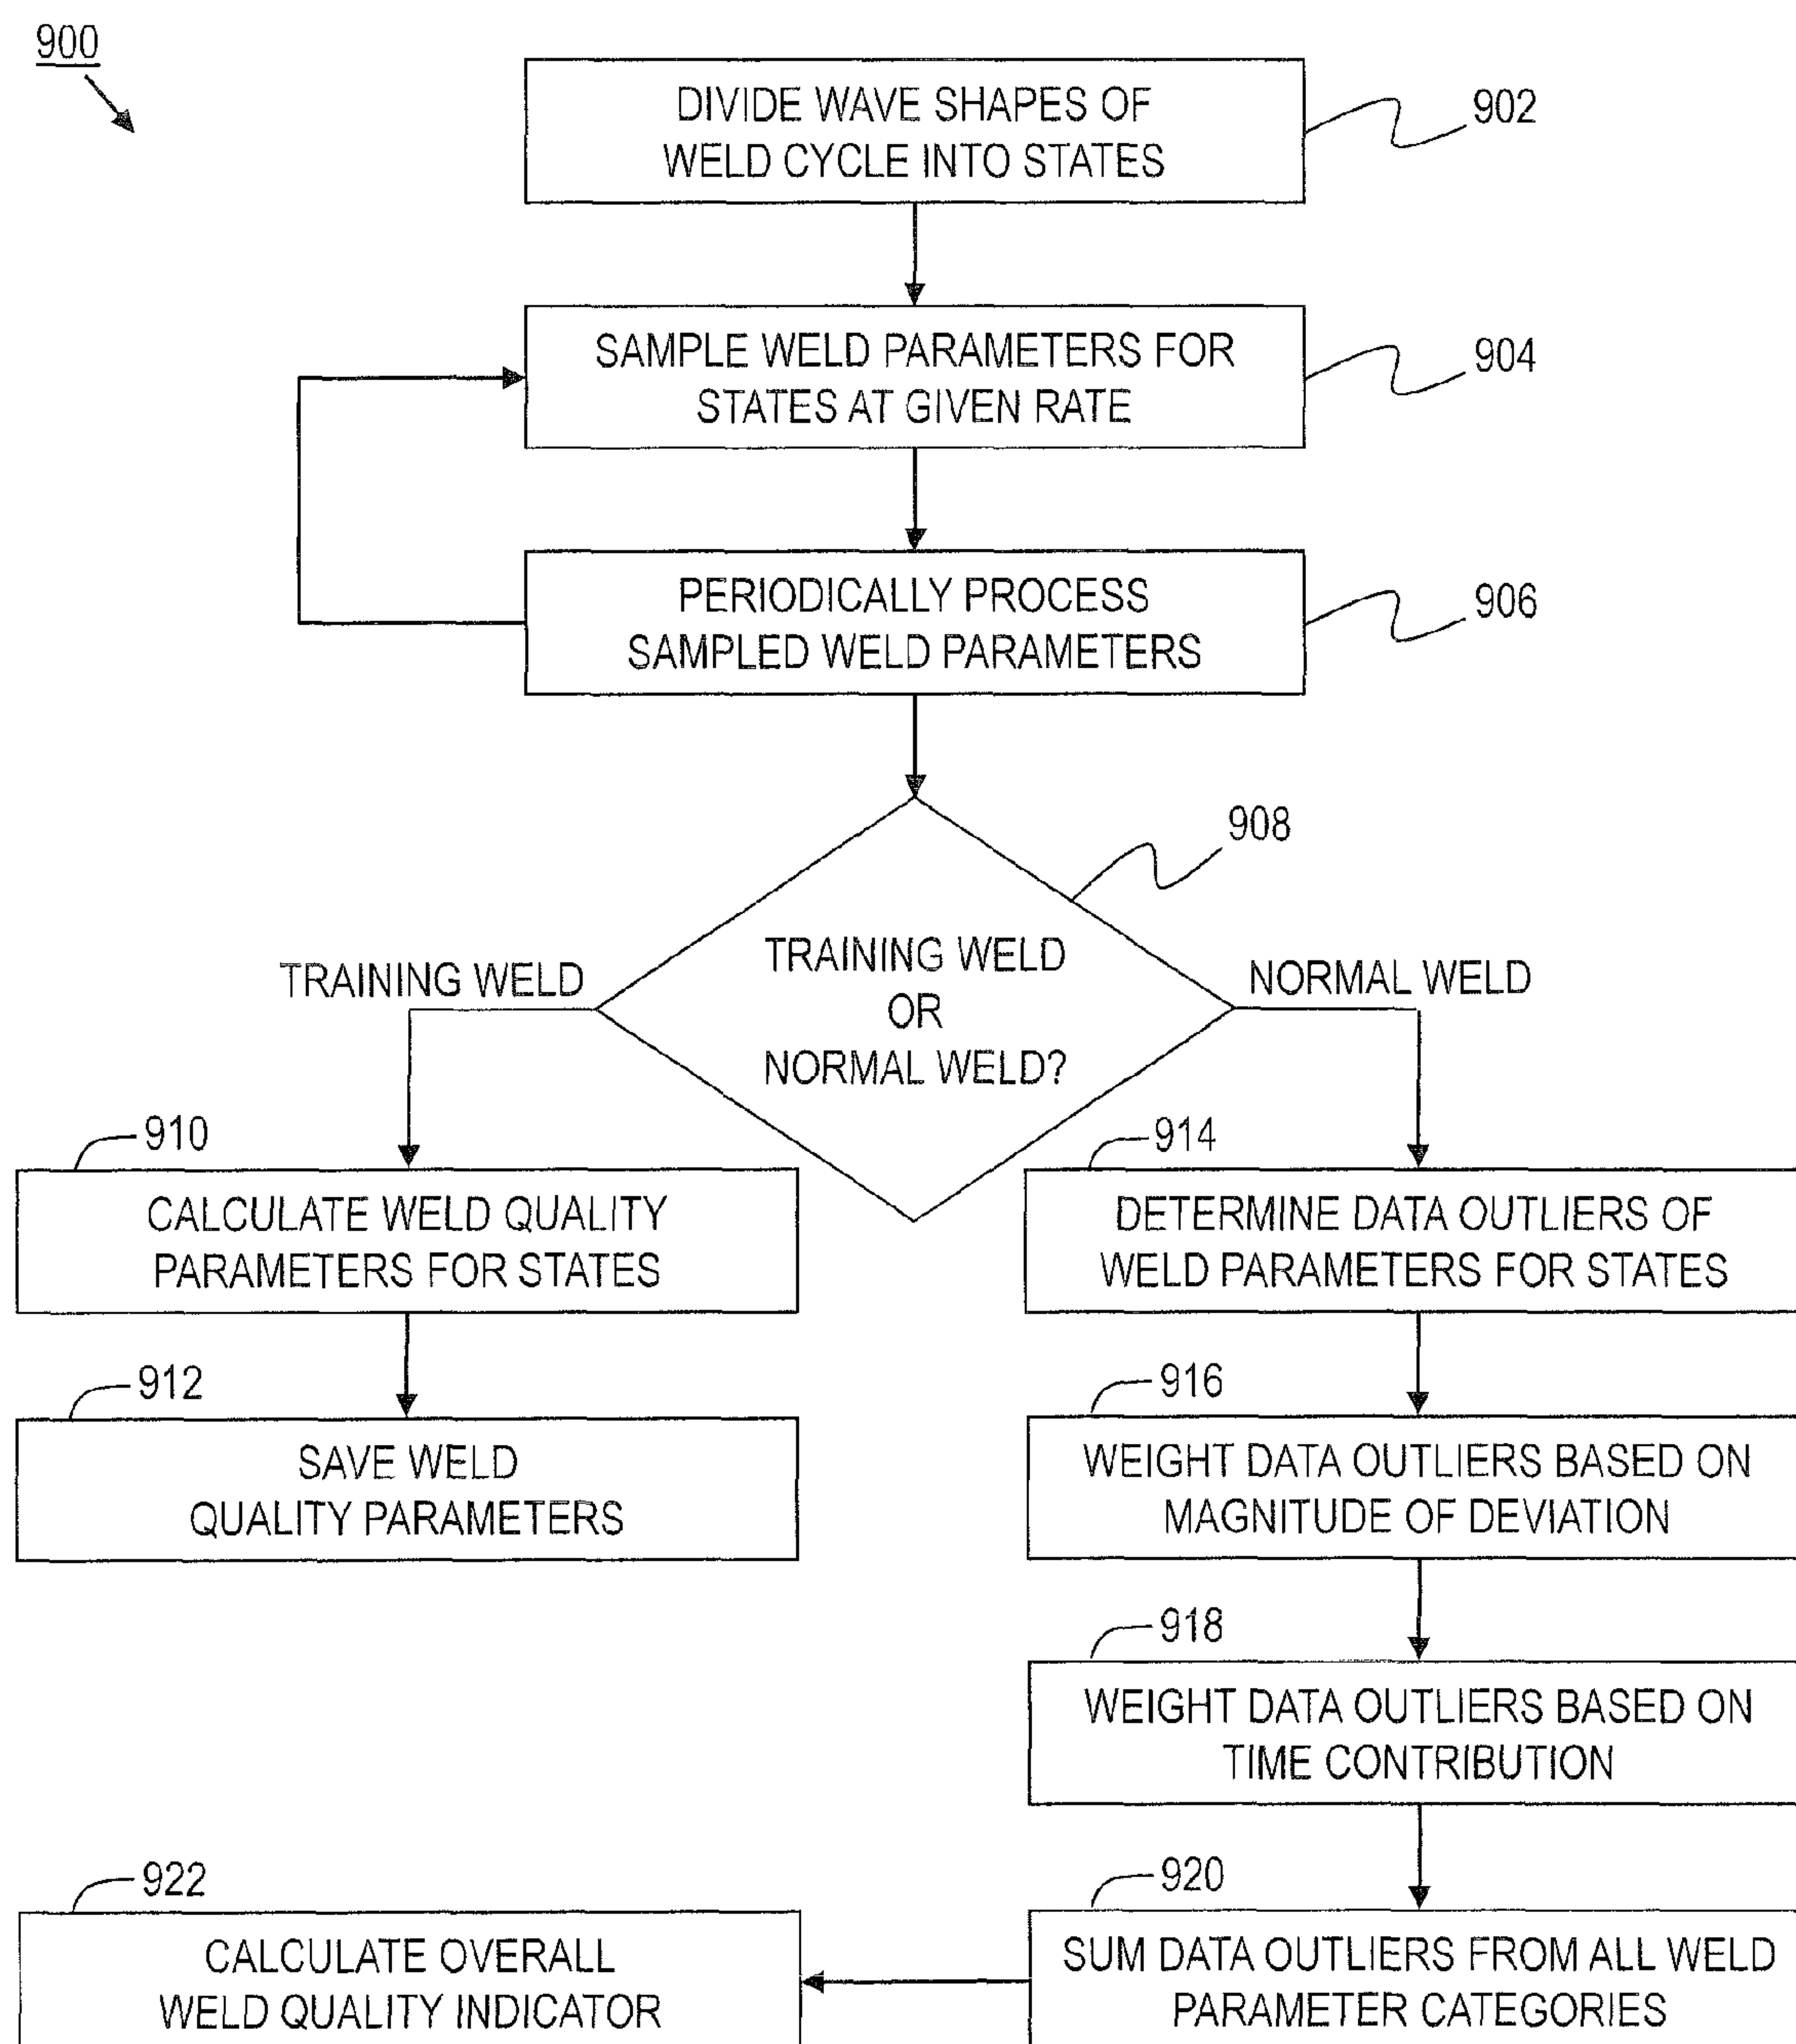 900
DIVIDE WAVE SHAPES OF
WELD CYCLE INTO STATES
902
SAMPLE WELD PARAMETERS FOR
STATES AT GIVEN RATE
904
PERIODICALLY PROCESS
SAMPLED WELD PARAMETERS
906
908
TRAINING WELD
OR
NORMAL WELD?
TRAINING WELD
NORMAL WELD
910
CALCULATE WELD QUALITY
PARAMETERS FOR STATES
912
SAVE WELD
QUALITY PARAMETERS
914
DETERMINE DATA OUTLIERS OF
WELD PARAMETERS FOR STATES
916
WEIGHT DATA OUTLIERS BASED ON
MAGNITUDE OF DEVIATION
918
WEIGHT DATA OUTLIERS BASED ON
TIME CONTRIBUTION
920
SUM DATA OUTLIERS FROM ALL WELD
PARAMETER CATEGORIES
922
CALCULATE OVERALL
WELD QUALITY INDICATOR